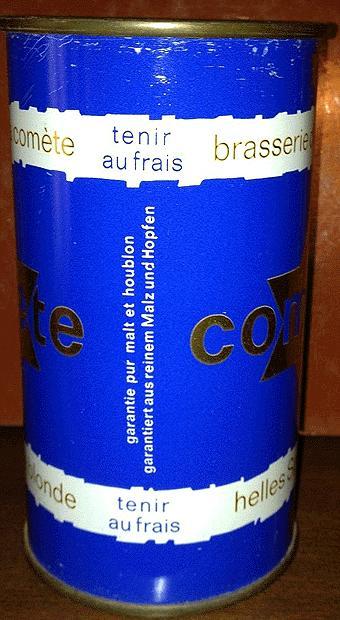 comète
tenir
au frais
brasserie
garantie pur malt et houblon
garantiert aus reinem Malz und Hopfen
te
com
blonde
tenir
au frais
helles